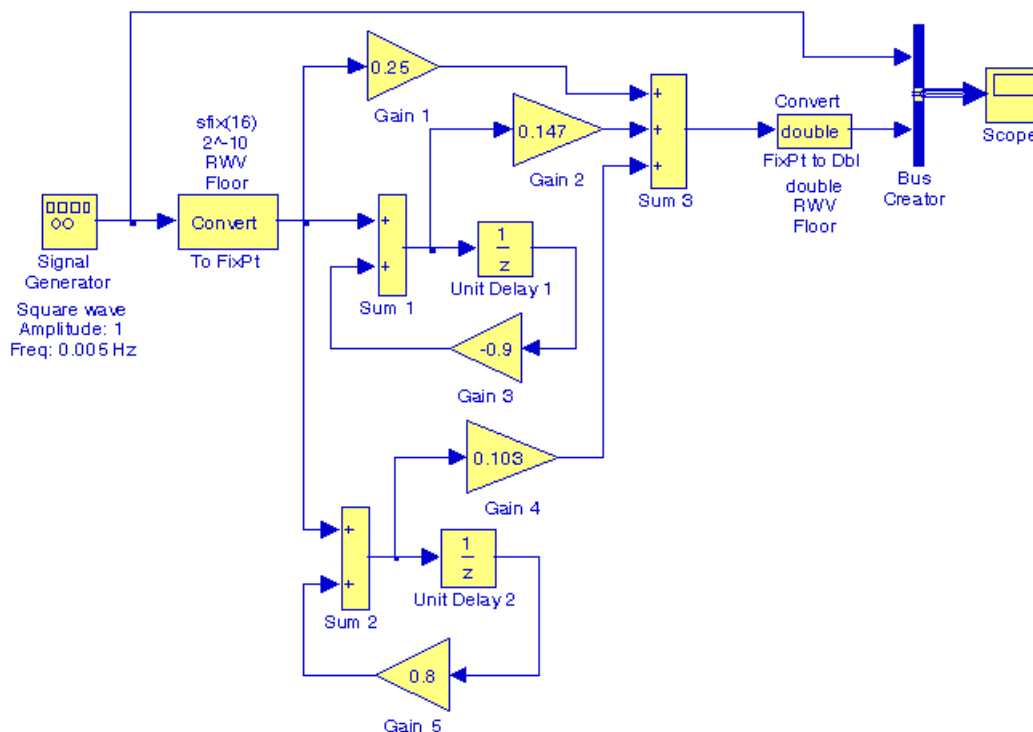 0.25
Gain 1
+
+
+
Sum 3
0.147
Gain 2
Convert
double
FixPt to Dbl
double
RWV
Floor
Bus
Creator
Scope
sfix(16)
2^-10
RWV
Floor
Convert
To FixPt
Signal
Generator
Square wave
Amplitude: 1
Freq: 0.005 Hz
+
+
Sum 1
1
z
Unit Delay 1
-0.9
Gain 3
0.103
Gain 4
+
+
Sum 2
1
z
Unit Delay 2
0.8
Gain 5